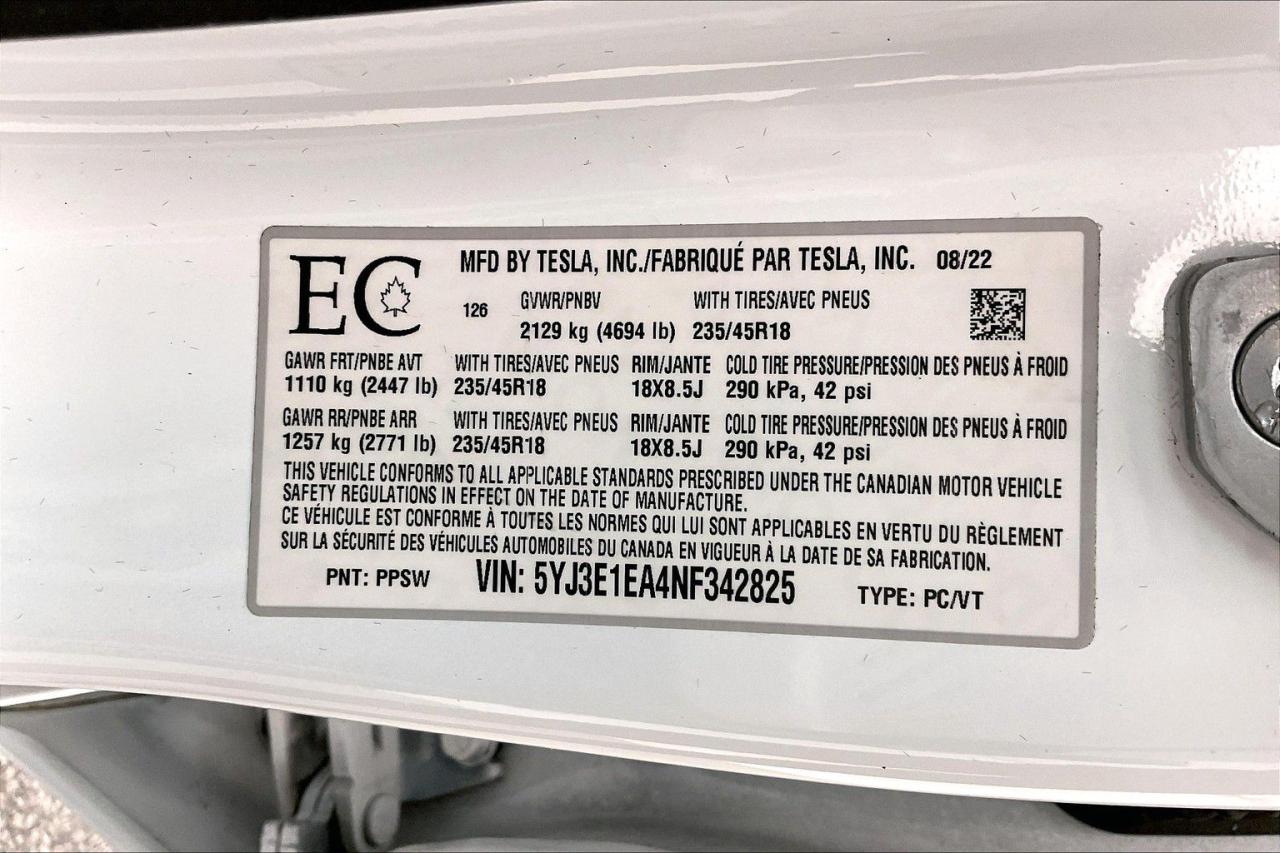 EC
MFD BY TESLA, INC./FABRIQUÉ PAR TESLA, INC. 08/22
126 GVWR/PNBV WITH TIRES/AVEC PNEUS
2129 kg (4694 lb) 235/45R18
GAWR FRT/PNBE AVT WITH TIRES/AVEC PNEUS RIM/JANTE COLD TIRE PRESSURE/PRESSION DES PNEUS À FROID
1110 kg (2447 lb) 235/45R18 18X8.5J 290 kPa, 42 psi
GAWR RR/PNBE ARR WITH TIRES/AVEC PNEUS RIM/JANTE COLD TIRE PRESSURE/PRESSION DES PNEUS À FROID
1257 kg (2771 lb) 235/45R18 18X8.5J 290 kPa, 42 psi
THIS VEHICLE CONFORMS TO ALL APPLICABLE STANDARDS PRESCRIBED UNDER THE CANADIAN MOTOR VEHICLE
SAFETY REGULATIONS IN EFFECT ON THE DATE OF MANUFACTURE.
CE VÉHICULE EST CONFORME À TOUTES LES NORMES QUI LUI SONT APPLICABLES EN VERTU DU RÈGLEMENT
SUR LA SÉCURITÉ DES VÉHICULES AUTOMOBILES DU CANADA EN VIGUEUR À LA DATE DE SA FABRICATION.
PNT: PPSW VIN: 5YJ3E1EA4NF342825 TYPE: PC/VT